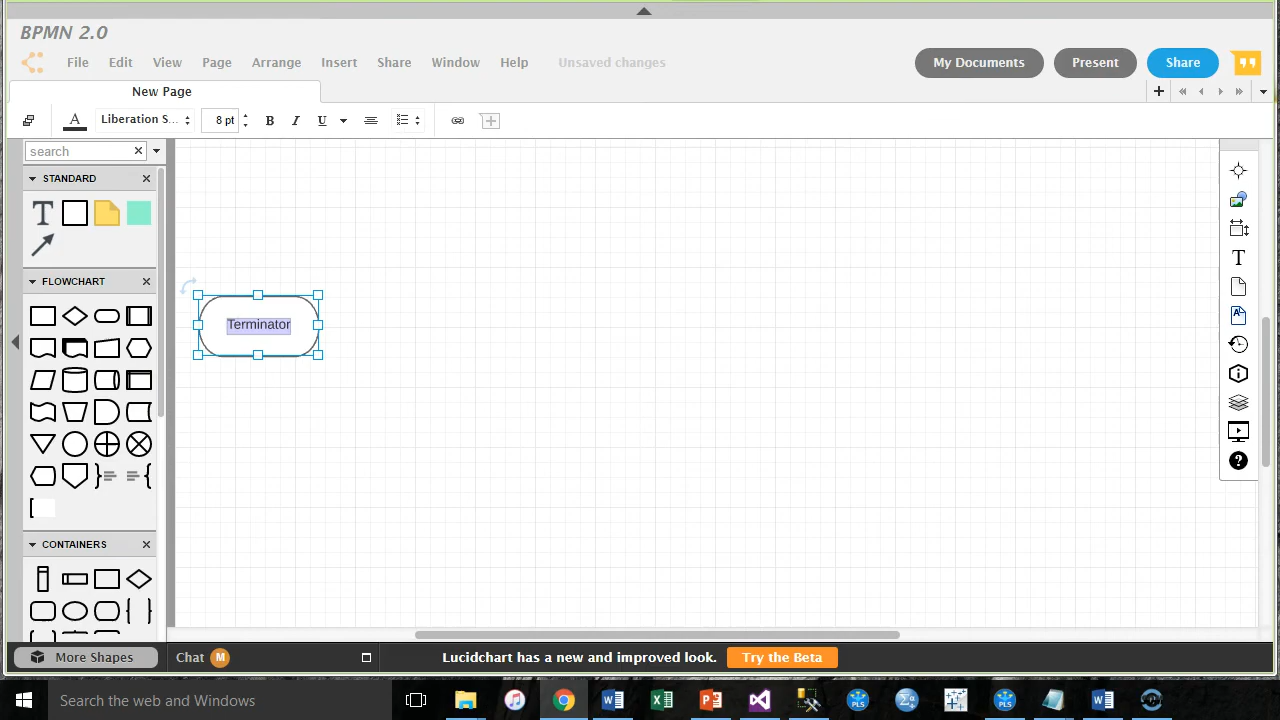 BPMN 2.0
File Edit View Page Arrange Insert Share Window Help Unsaved changes My Documents Present Share
New Page
A Liberation S... 8 pt B I U
search
STANDARD
T
FLOWCHART
Terminator
CONTAINERS
More Shapes Chat M Lucidchart has a new and improved look. Try the Beta
Search the web and Windows
PLS PLS